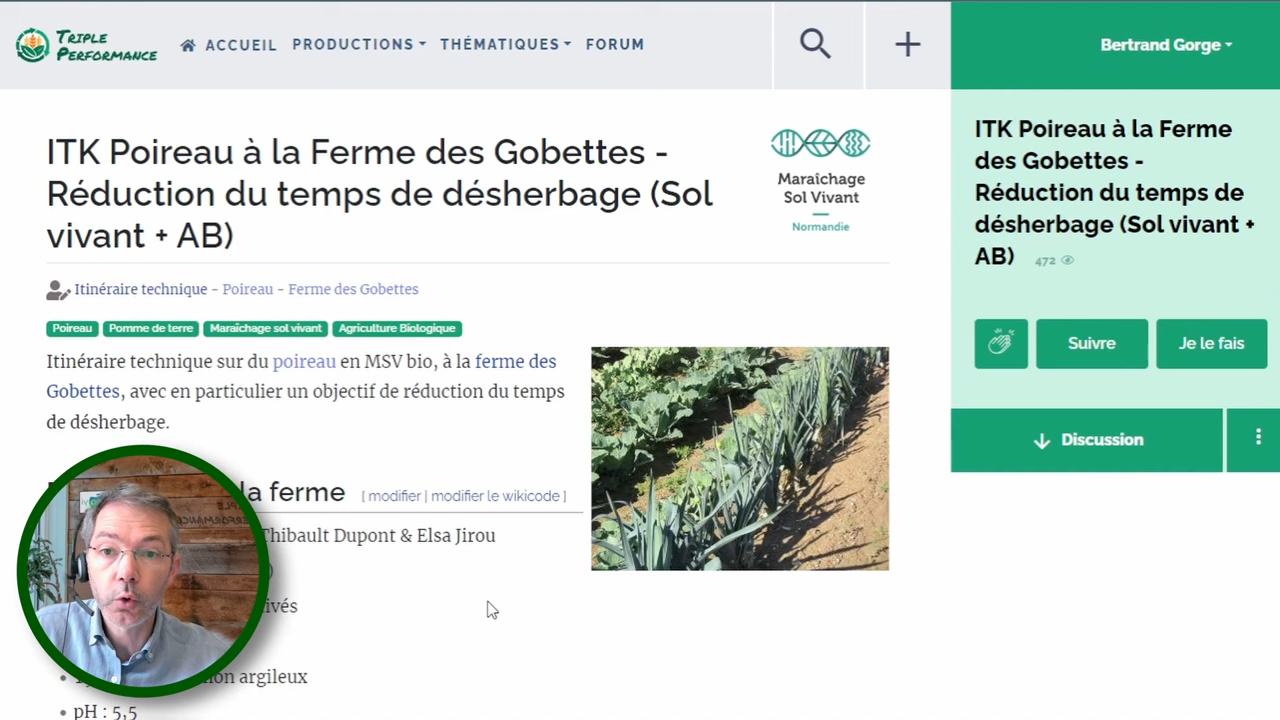 TRIPLE
PERFORMANCE
ACCUEIL
PRODUCTIONS
THÉMATIQUES
FORUM
Bertrand Gorge
ITK Poireau à la Ferme des Gobettes -
Réduction du temps de désherbage (Sol
vivant + AB)
Maraîchage
Sol Vivant
Normandie
Itinéraire technique - Poireau - Ferme des Gobettes
Poireau
Pomme de terre
Maraîchage sol vivant
Agriculture Biologique
Itinéraire technique sur du poireau en MSV bio, à la ferme des
Gobettes, avec en particulier un objectif de réduction du temps
de désherbage.
la ferme [ modifier | modifier le wikicode ]
Thibault Dupont & Elsa Jirou
argileux
pH : 5,5
ITK Poireau à la Ferme
des Gobettes -
Réduction du temps de
désherbage (Sol vivant +
AB) 472
Suivre
Je le fais
Discussion